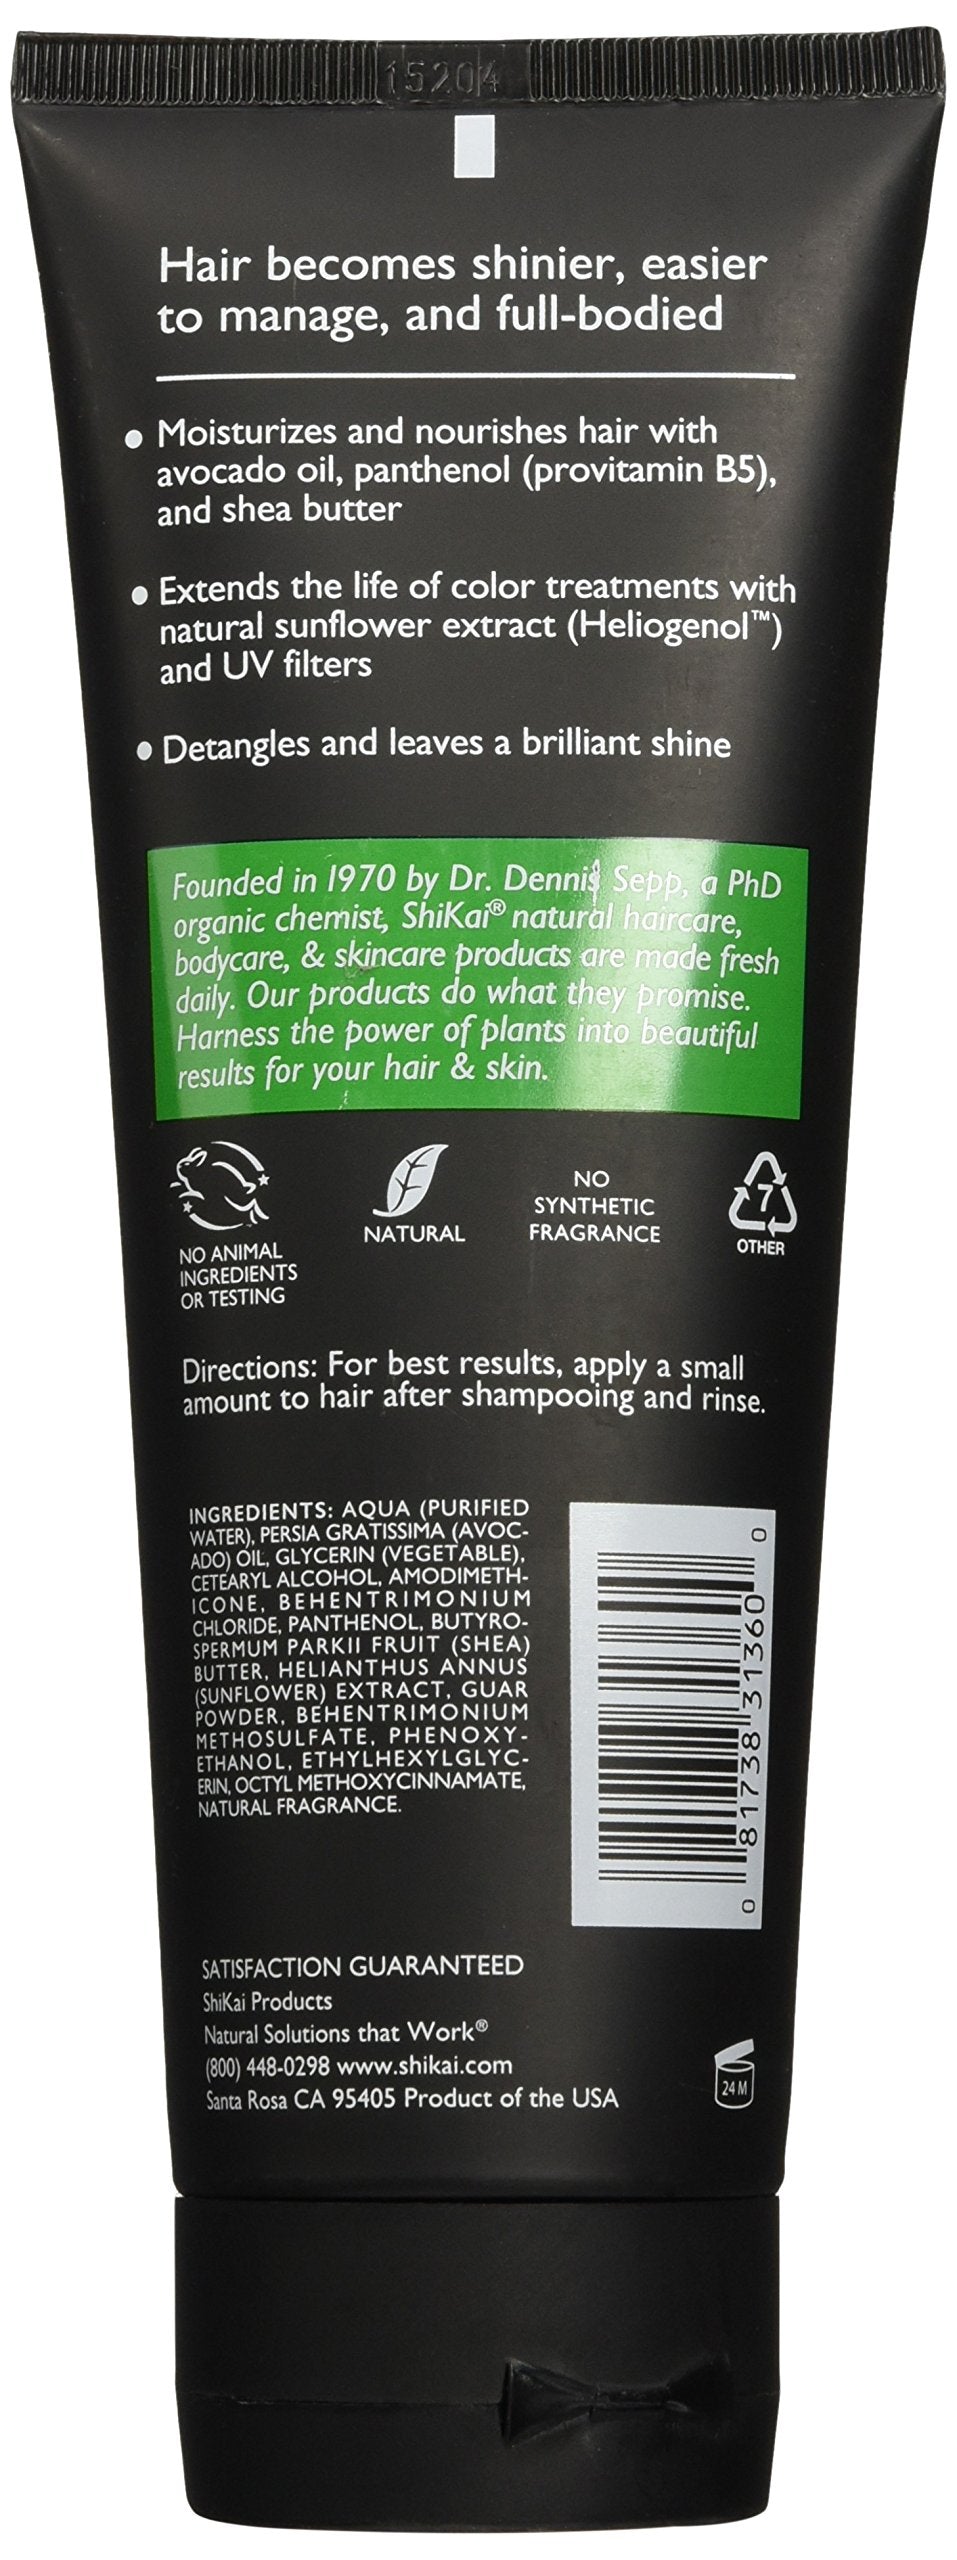 15204
Hair becomes shinier, easier
to manage, and full-bodied
• Moisturizes and nourishes hair with
avocado oil, panthenol (provitamin B5),
and shea butter
• Extends the life of color treatments with
natural sunflower extract (Heliogenol™)
and UV filters
• Detangles and leaves a brilliant shine
Founded in 1970 by Dr. Dennis Sepp, a PhD
organic chemist, ShiKai® natural haircare,
bodycare, & skincare products are made fresh
daily. Our products do what they promise.
Harness the power of plants into beautiful
results for your hair & skin.
NO ANIMAL
INGREDIENTS
OR TESTING
NATURAL
NO
SYNTHETIC
FRAGRANCE
7
OTHER
Directions: For best results, apply a small
amount to hair after shampooing and rinse.
INGREDIENTS: AQUA (PURIFIED
WATER), PERSIA GRATISSIMA (AVOC-
ADO) OIL, GLYCERIN (VEGETABLE),
CETEARYL ALCOHOL, AMODIMETH-
ICONE, BEHENTRIMONIUM
CHLORIDE, PANTHENOL, BUTYRO-
SPERMUM PARKII FRUIT (SHEA)
BUTTER, HELIANTHUS ANNUS
(SUNFLOWER) EXTRACT, GUAR
POWDER, BEHENTRIMONIUM
METHOSULFATE, PHENOXY-
ETHANOL, ETHYLHEXYLGLYC-
ERIN, OCTYL METHOXYCINNAMATE,
NATURAL FRAGRANCE.
0 81738 31360 0
SATISFACTION GUARANTEED
ShiKai Products
Natural Solutions that Work®
(800) 448-0298 www.shikai.com
Santa Rosa CA 95405 Product of the USA
24 M